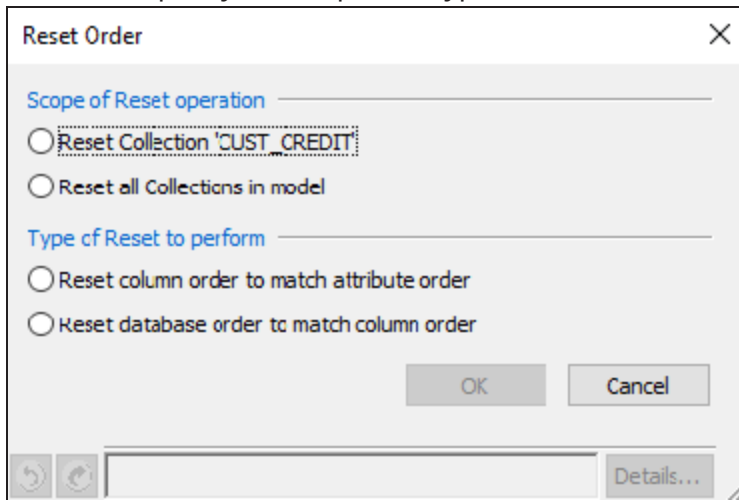 Reset Order
Scope of Reset operation
Reset Collection 'CUST_CREDIT'
Reset all Collections in model
Type of Reset to perform
Reset column order to match attribute order
Reset database order to match column order
OK Cancel
Details...